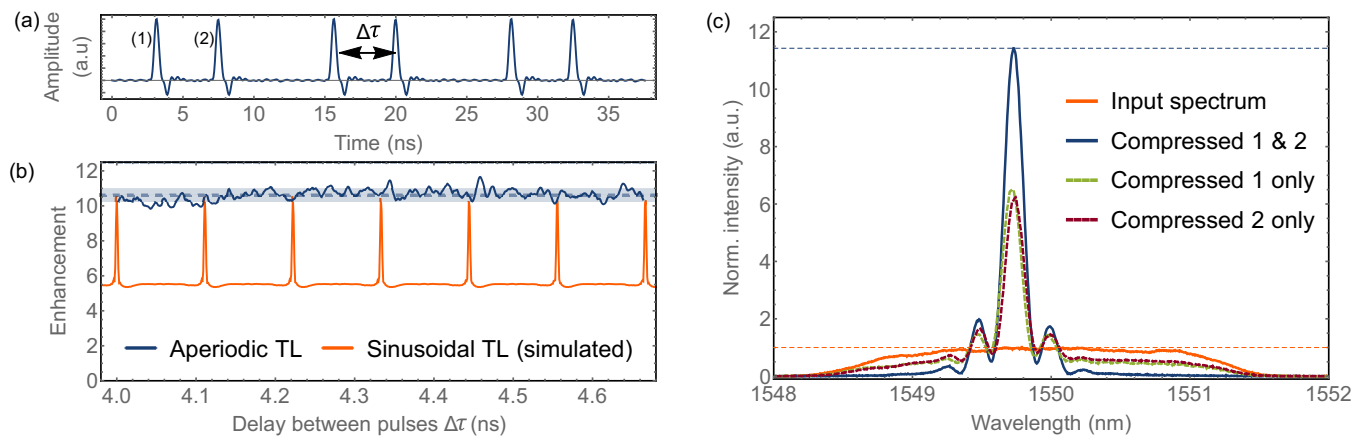 (a)
Amplitude
(a.u)
(1)
(2)
Δτ
0 5 10 15 20 25 30 35
Time (ns)
(b)
Enhancement
12
10
8
6
4
2
0
Aperiodic TL
Sinusoidal TL (simulated)
4.0 4.1 4.2 4.3 4.4 4.5 4.6
Delay between pulses Δτ (ns)
(c)
Norm. intensity (a.u.)
12
10
8
6
4
2
1
0
Input spectrum
Compressed 1 & 2
Compressed 1 only
Compressed 2 only
1548 1549 1550 1551 1552
Wavelength (nm)